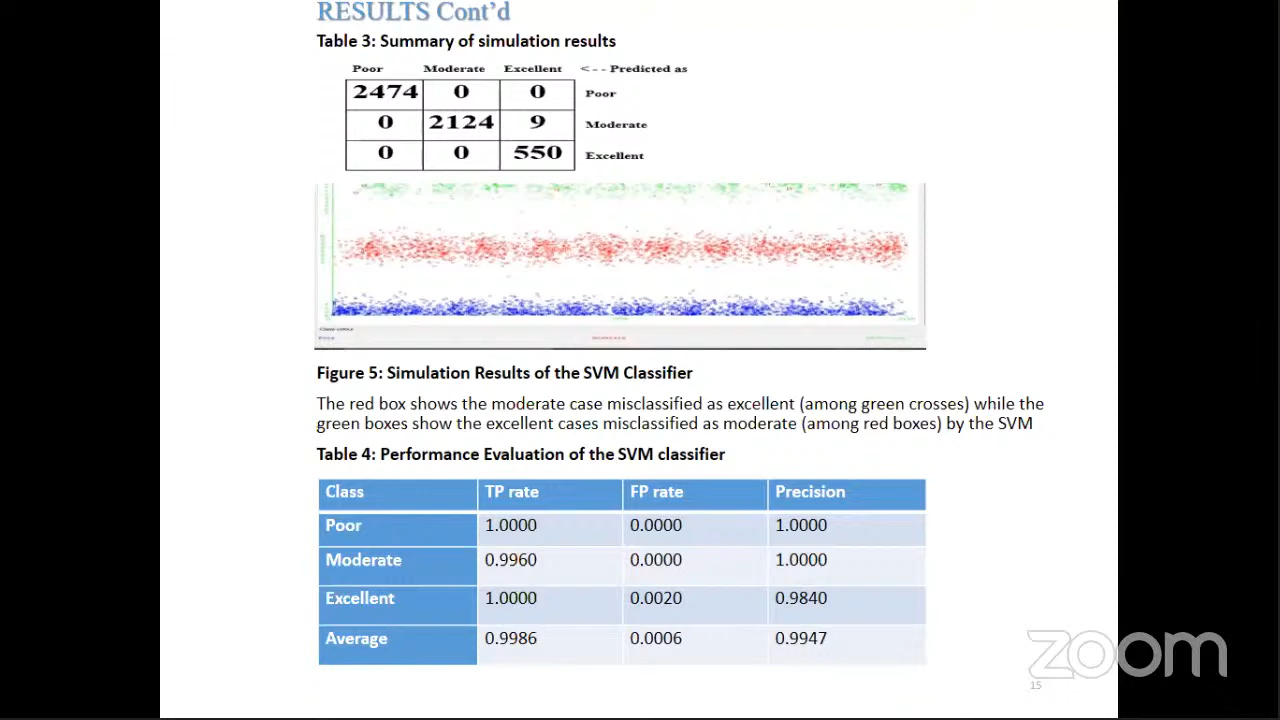 RESULTS Cont’d
Table 3: Summary of simulation results
Poor Moderate Excellent <-- Predicted as
2474 0 0 Poor
0 2124 9 Moderate
0 0 550 Excellent
Class colour
Figure 5: Simulation Results of the SVM Classifier
The red box shows the moderate case misclassified as excellent (among green crosses) while the
green boxes show the excellent cases misclassified as moderate (among red boxes) by the SVM
Table 4: Performance Evaluation of the SVM classifier
Class TP rate FP rate Precision
Poor 1.0000 0.0000 1.0000
Moderate 0.9960 0.0000 1.0000
Excellent 1.0000 0.0020 0.9840
Average 0.9986 0.0006 0.9947
zoom
15